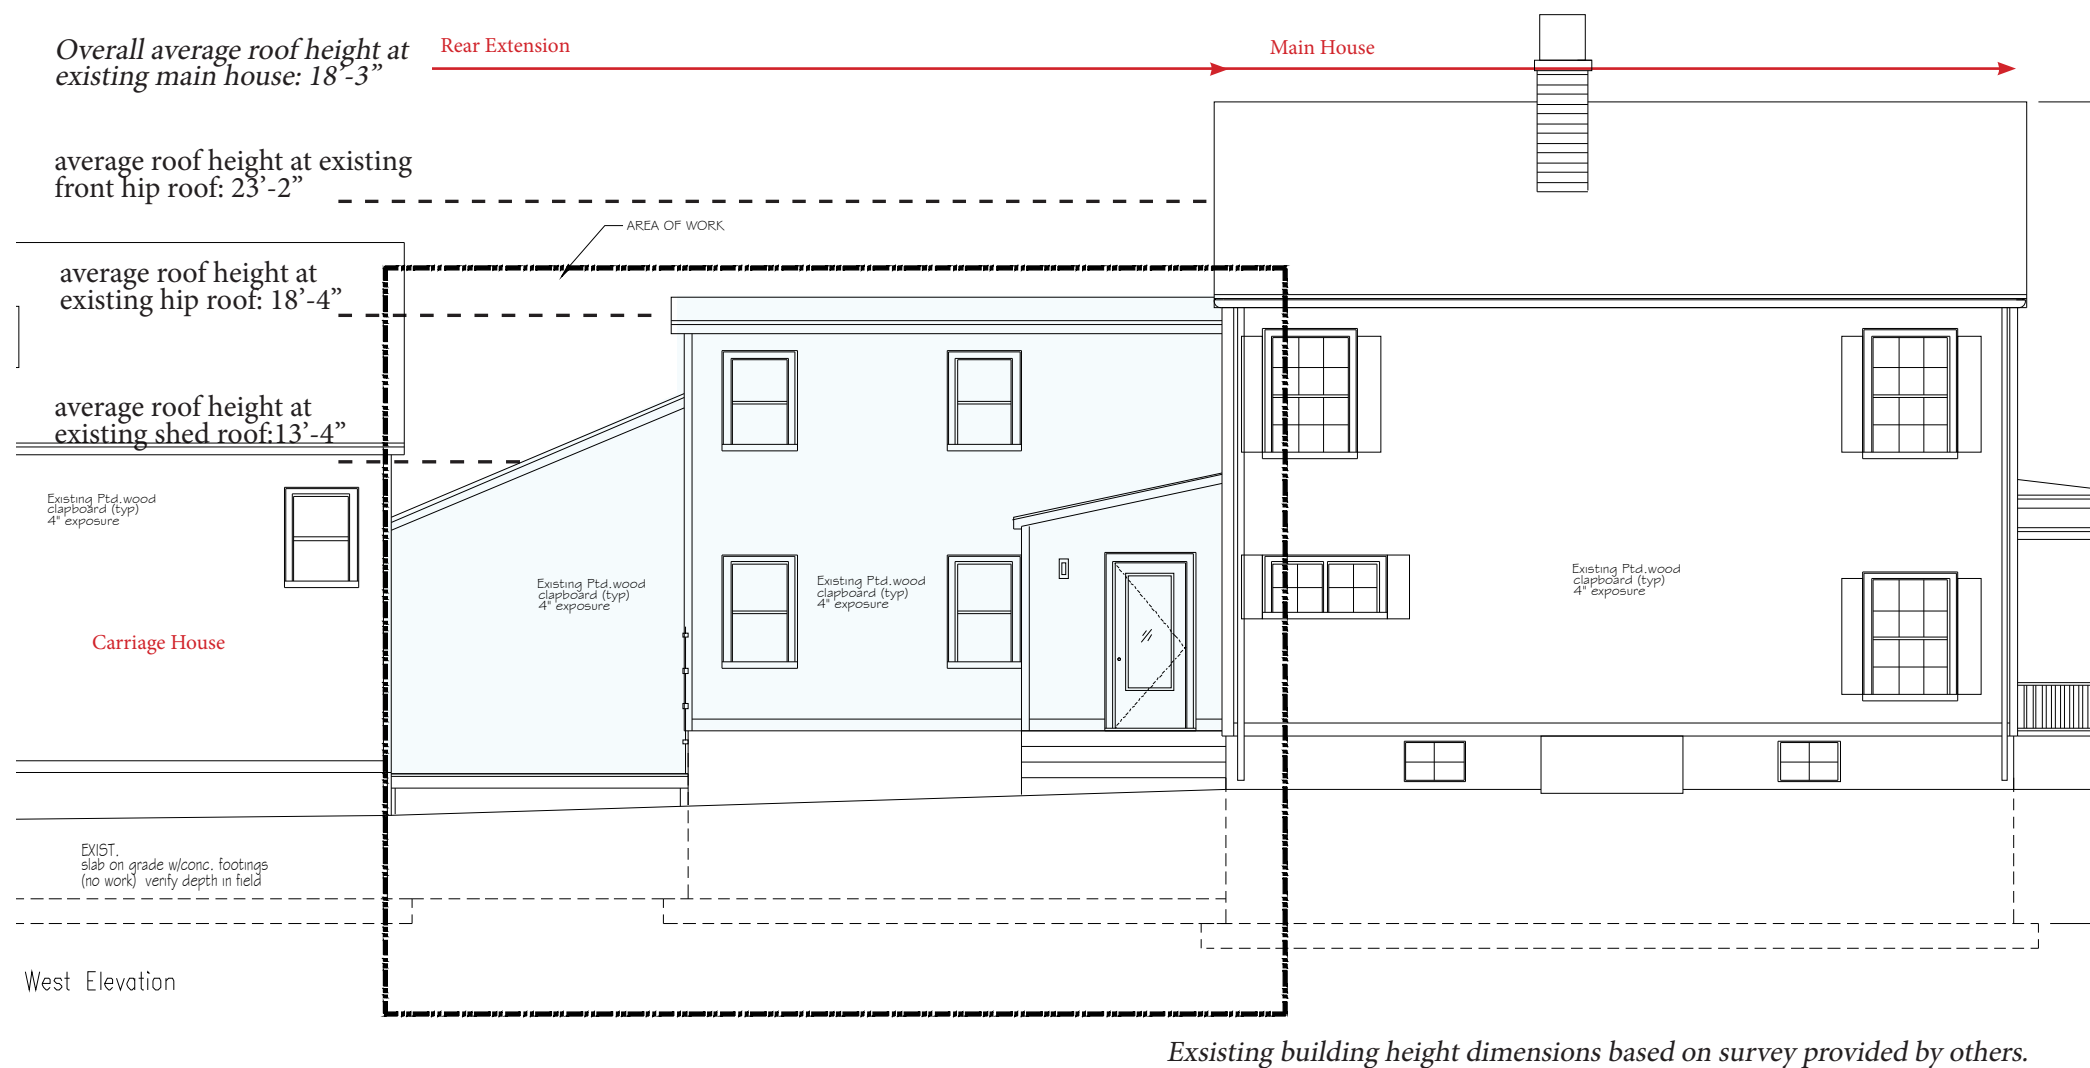 Overall average roof height at
existing main house: 18'-3”
Rear Extension
Main House
average roof height at existing
front hip roof: 23’-2”
AREA OF WORK
average roof height at
existing hip roof: 18’-4”
average roof height at
existing shed roof:13’-4”
Existing Ptd.wood
clapboard (typ)
4" exposure
Existing Ptd.wood
clapboard (typ)
4" exposure
Existing Ptd.wood
clapboard (typ)
4" exposure
Existing Ptd.wood
clapboard (typ)
4" exposure
Carriage House
EXIST.
slab on grade w/conc. footings
(no work) verify depth in field
West Elevation
Exsisting building height dimensions based on survey provided by others.